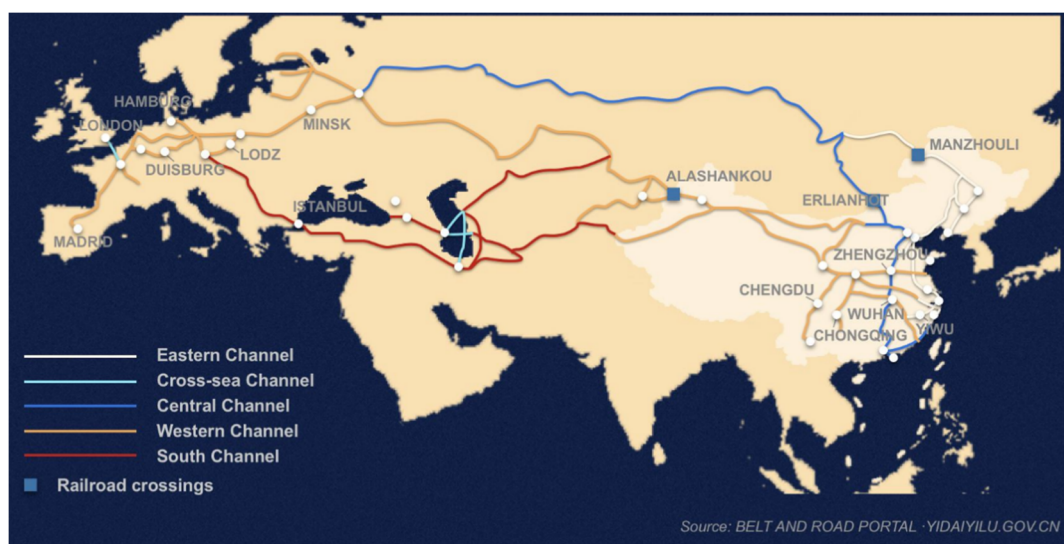 HAMBURG
LONDON
MINSK
LODZ
DUISBURG
MANZHOULI
ALASHANKOU
ISTANBUL
ERLIANHOT
MADRID
ZHENGZHOU
CHENGDU
WUHAN
YIWU
CHONGQING
Eastern Channel
Cross-sea Channel
Central Channel
Western Channel
South Channel
Railroad crossings
Source: BELT AND ROAD PORTAL ·YIDAIYILU.GOV.CN